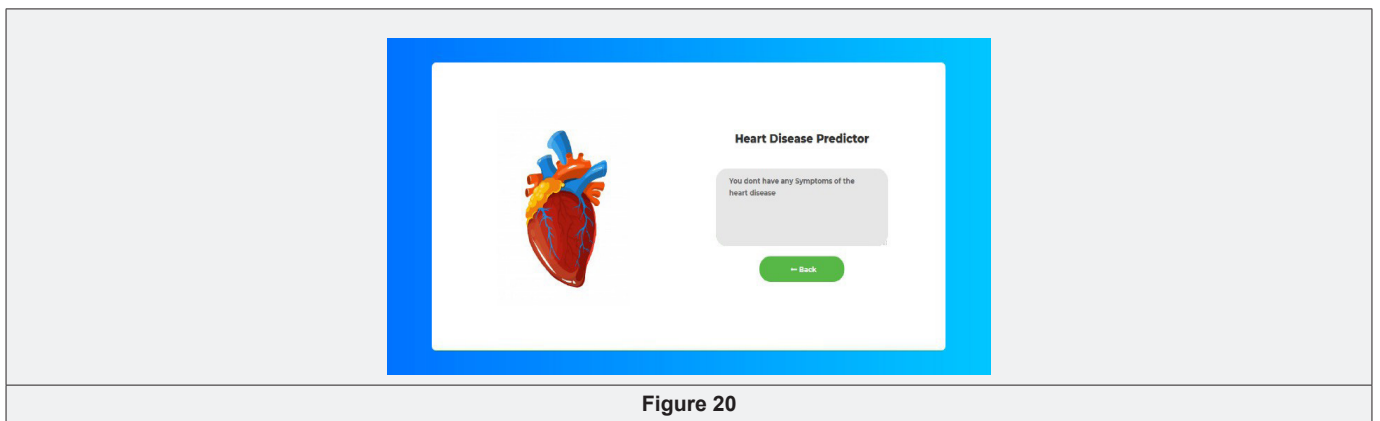 Heart Disease Predictor
You dont have any Symptoms of the
heart disease
← Back
Figure 20